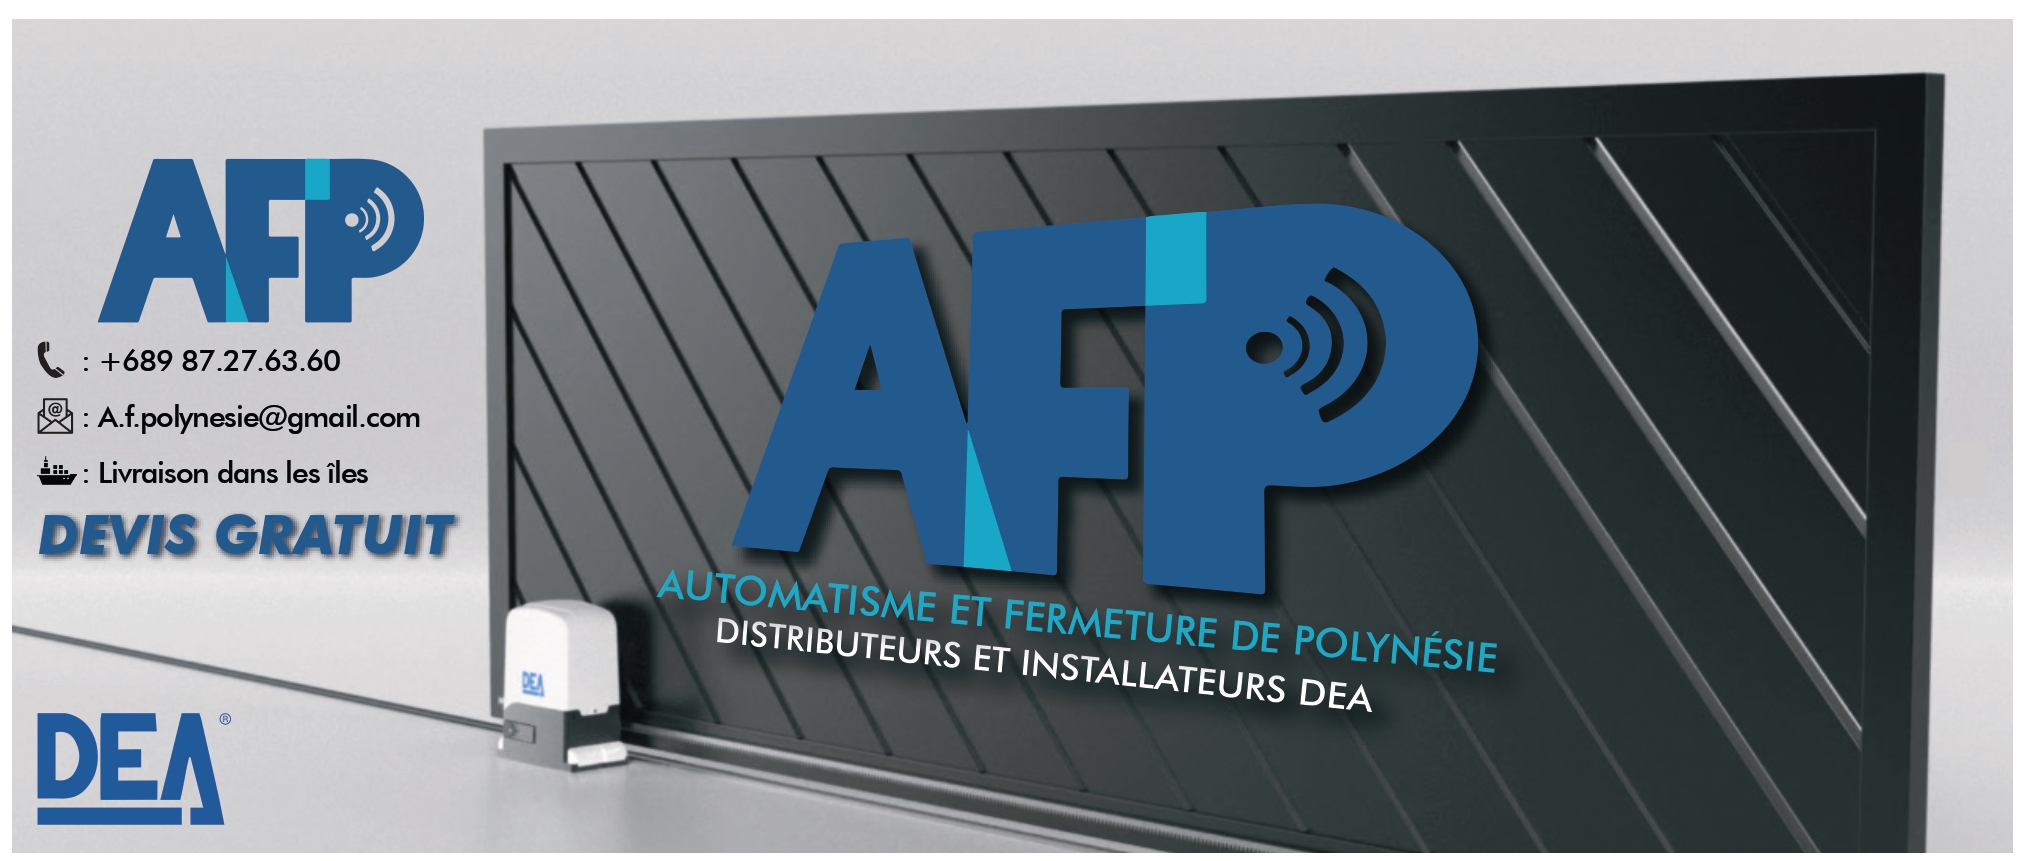 AFP
: +689 87.27.63.60
@
: A.f.polynesie@gmail.com
: Livraison dans les îles
DEVIS GRATUIT
DEA®
AFP
AUTOMATISME ET FERMETURE DE POLYNÉSIE
DISTRIBUTEURS ET INSTALLATEURS DEA
DEA